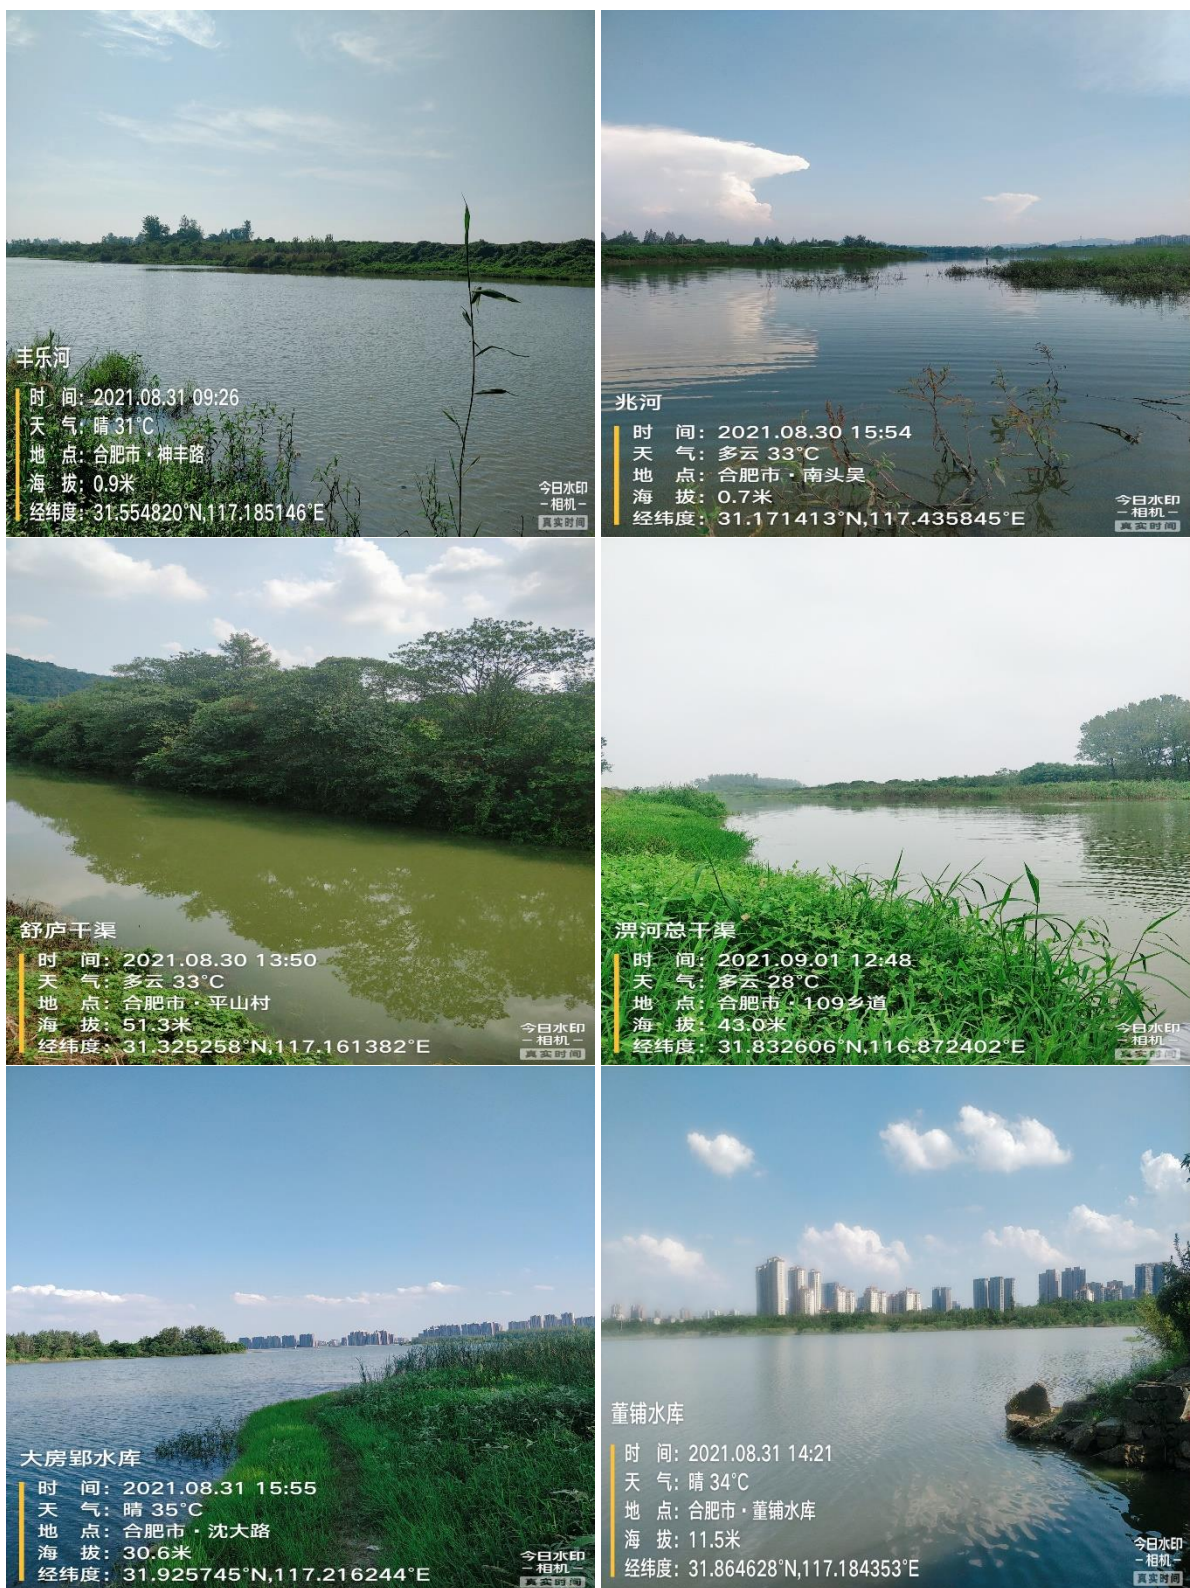 丰乐河
时 间：2021.08.31 09:26
天 气：晴 31℃
地 点：合肥市·神丰路
海 拔：0.9米
经纬度：31.554820°N,117.185146°E
今日水印
-相机-
真实时间
兆河
时 间：2021.08.30 15:54
天 气：多云 33℃
地 点：合肥市·南头吴
海 拔：0.7米
经纬度：31.171413°N,117.435845°E
今日水印
-相机-
真实时间
舒庐干渠
时 间：2021.08.30 13:50
天 气：多云 33℃
地 点：合肥市·平山村
海 拔：51.3米
经纬度：31.325258°N,117.161382°E
今日水印
-相机-
真实时间
淠河总干渠
时 间：2021.09.01 12:48
天 气：多云 28℃
地 点：合肥市·109乡道
海 拔：43.0米
经纬度：31.832606°N,116.872402°E
今日水印
-相机-
真实时间
大房郢水库
时 间：2021.08.31 15:55
天 气：晴 35℃
地 点：合肥市·沈大路
海 拔：30.6米
经纬度：31.925745°N,117.216244°E
今日水印
-相机-
真实时间
董铺水库
时 间：2021.08.31 14:21
天 气：晴 34℃
地 点：合肥市·董铺水库
海 拔：11.5米
经纬度：31.864628°N,117.184353°E
今日水印
-相机-
真实时间